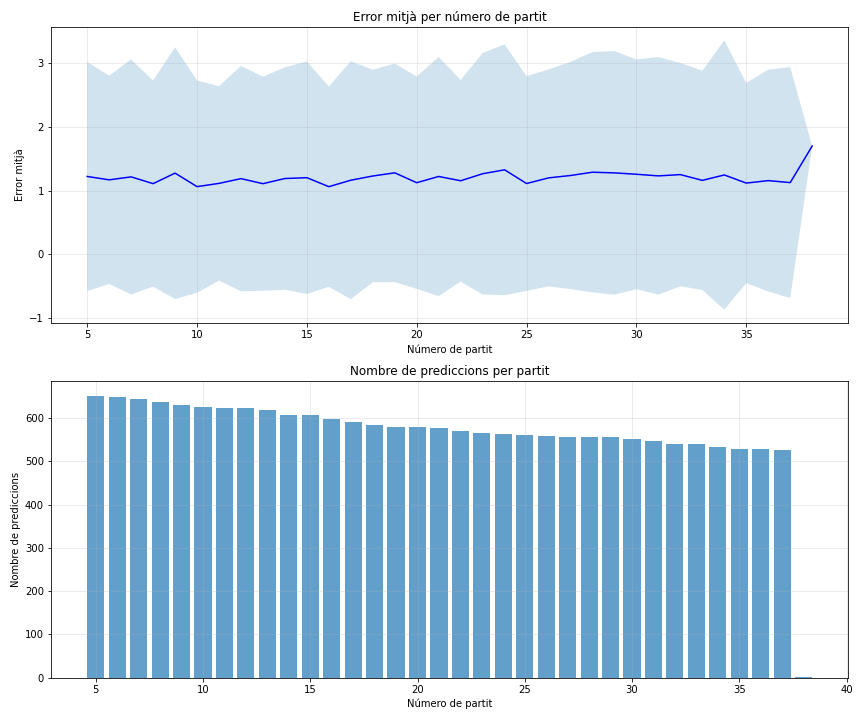 Error mitjà per número de partit
Error mitjà
3
2
1
0
−1
5 10 15 20 25 30 35
Número de partit
Nombre de prediccions per partit
Nombre de prediccions
600
500
400
300
200
100
0
5 10 15 20 25 30 35 40
Número de partit